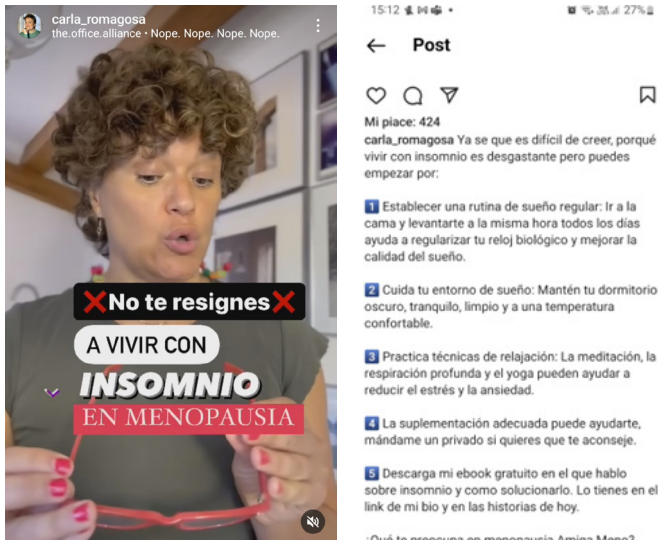 carla_romagosa
the.office.alliance • Nope. Nope. Nope. Nope.
❌No te resignes❌
A VIVIR CON
INSOMNIO
EN MENOPAUSIA
15:12
27%
Post
Mi piace: 424
carla_romagosa Ya se que es difícil de creer, porqué
vivir con insomnio es desgastante pero puedes
empezar por:
1️⃣ Establecer una rutina de sueño regular: Ir a la
cama y levantarte a la misma hora todos los días
ayuda a regularizar tu reloj biológico y mejorar la
calidad del sueño.
2️⃣ Cuida tu entorno de sueño: Mantén tu dormitorio
oscuro, tranquilo, limpio y a una temperatura
confortable.
3️⃣ Practica técnicas de relajación: La meditación, la
respiración profunda y el yoga pueden ayudar a
reducir el estrés y la ansiedad.
4️⃣ La suplementación adecuada puede ayudarte,
mándame un privado si quieres que te aconseje.
5️⃣ Descarga mi ebook gratuito en el que hablo
sobre insomnio y como solucionarlo. Lo tienes en el
link de mi bio y en las historias de hoy.
¿Qué te preocupa en menopausia Amiga Meno?